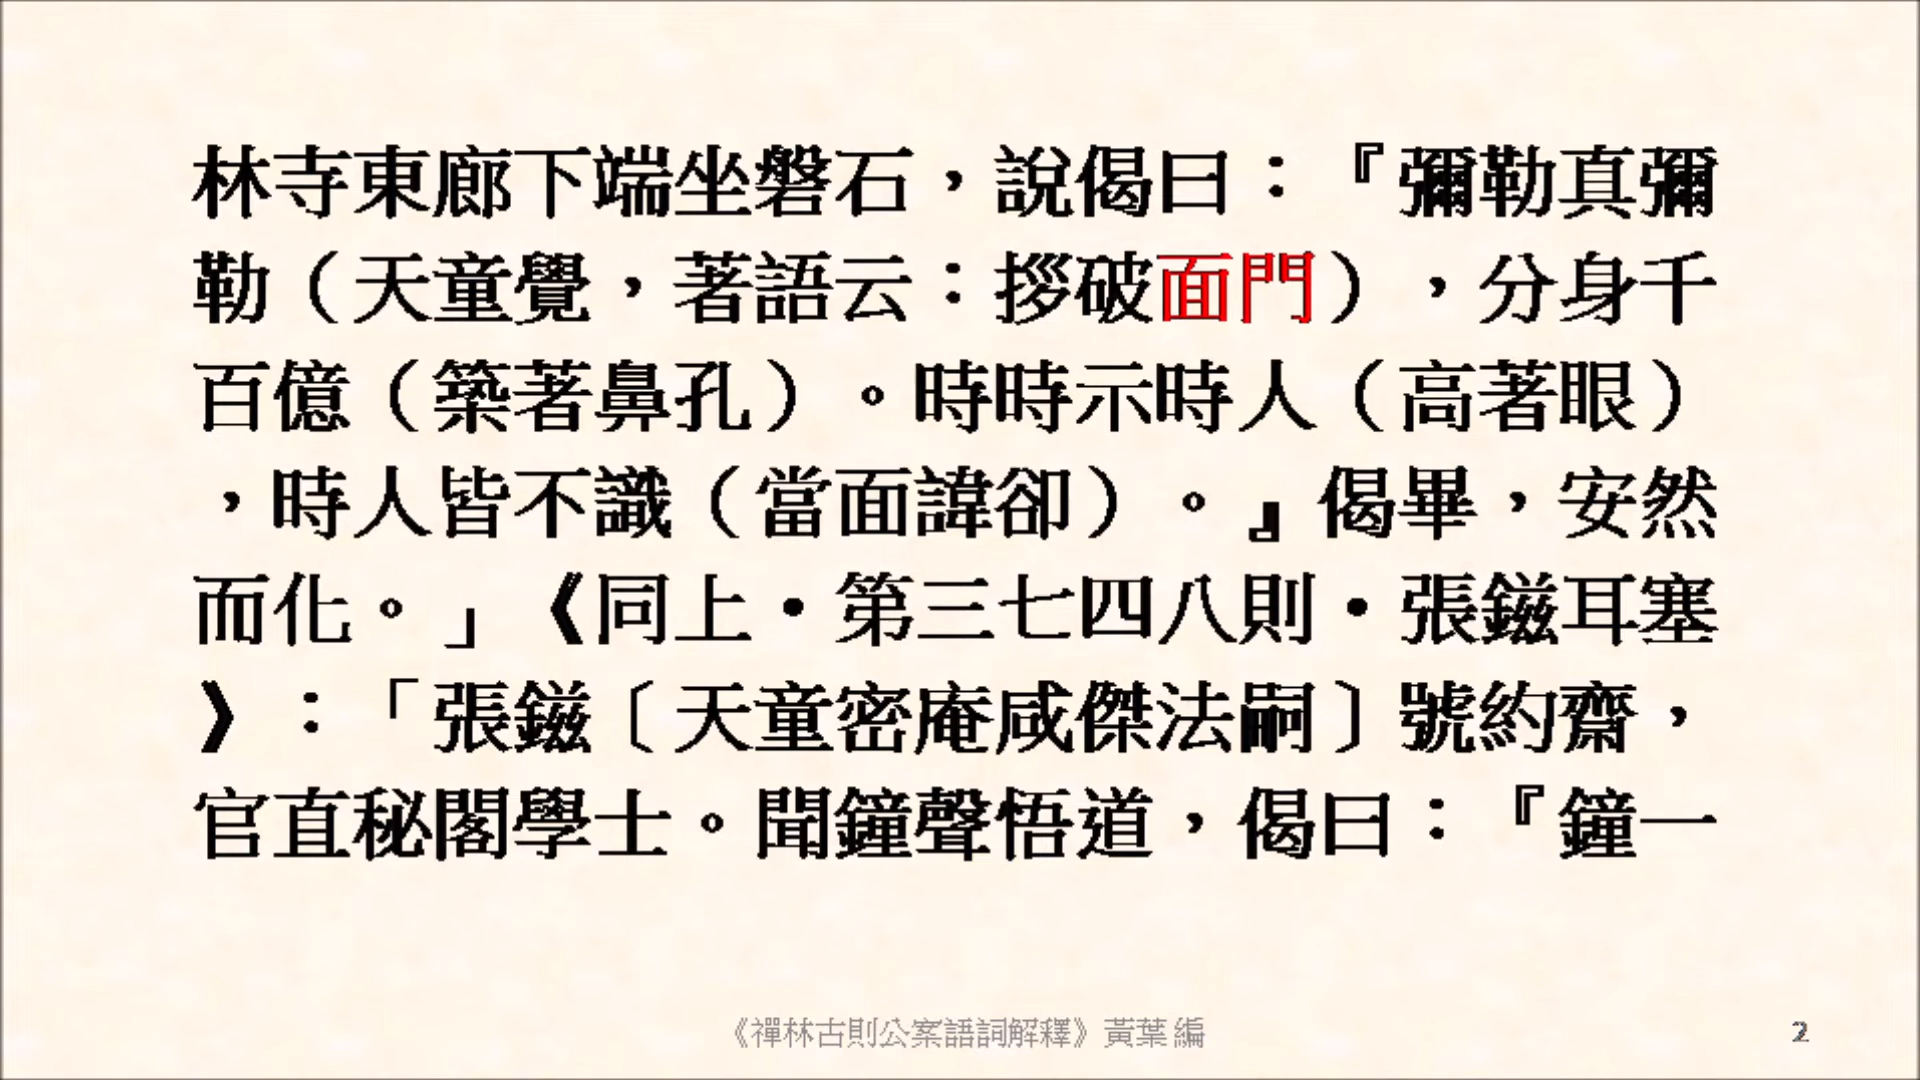 林寺東廊下端坐磐石，說偈曰：『彌勒真彌
勒（天童覺，著語云：拶破面門），分身千
百億（築著鼻孔）。時時示時人（高著眼）
，時人皆不識（當面諱卻）。』偈畢，安然
而化。」《同上•第三七四八則•張鎡耳塞
》：「張鎡〔天童密庵咸傑法嗣〕號約齋，
官直秘閣學士。聞鐘聲悟道，偈曰：『鐘一
《禪林古則公案語詞解釋》黃葉 編
2